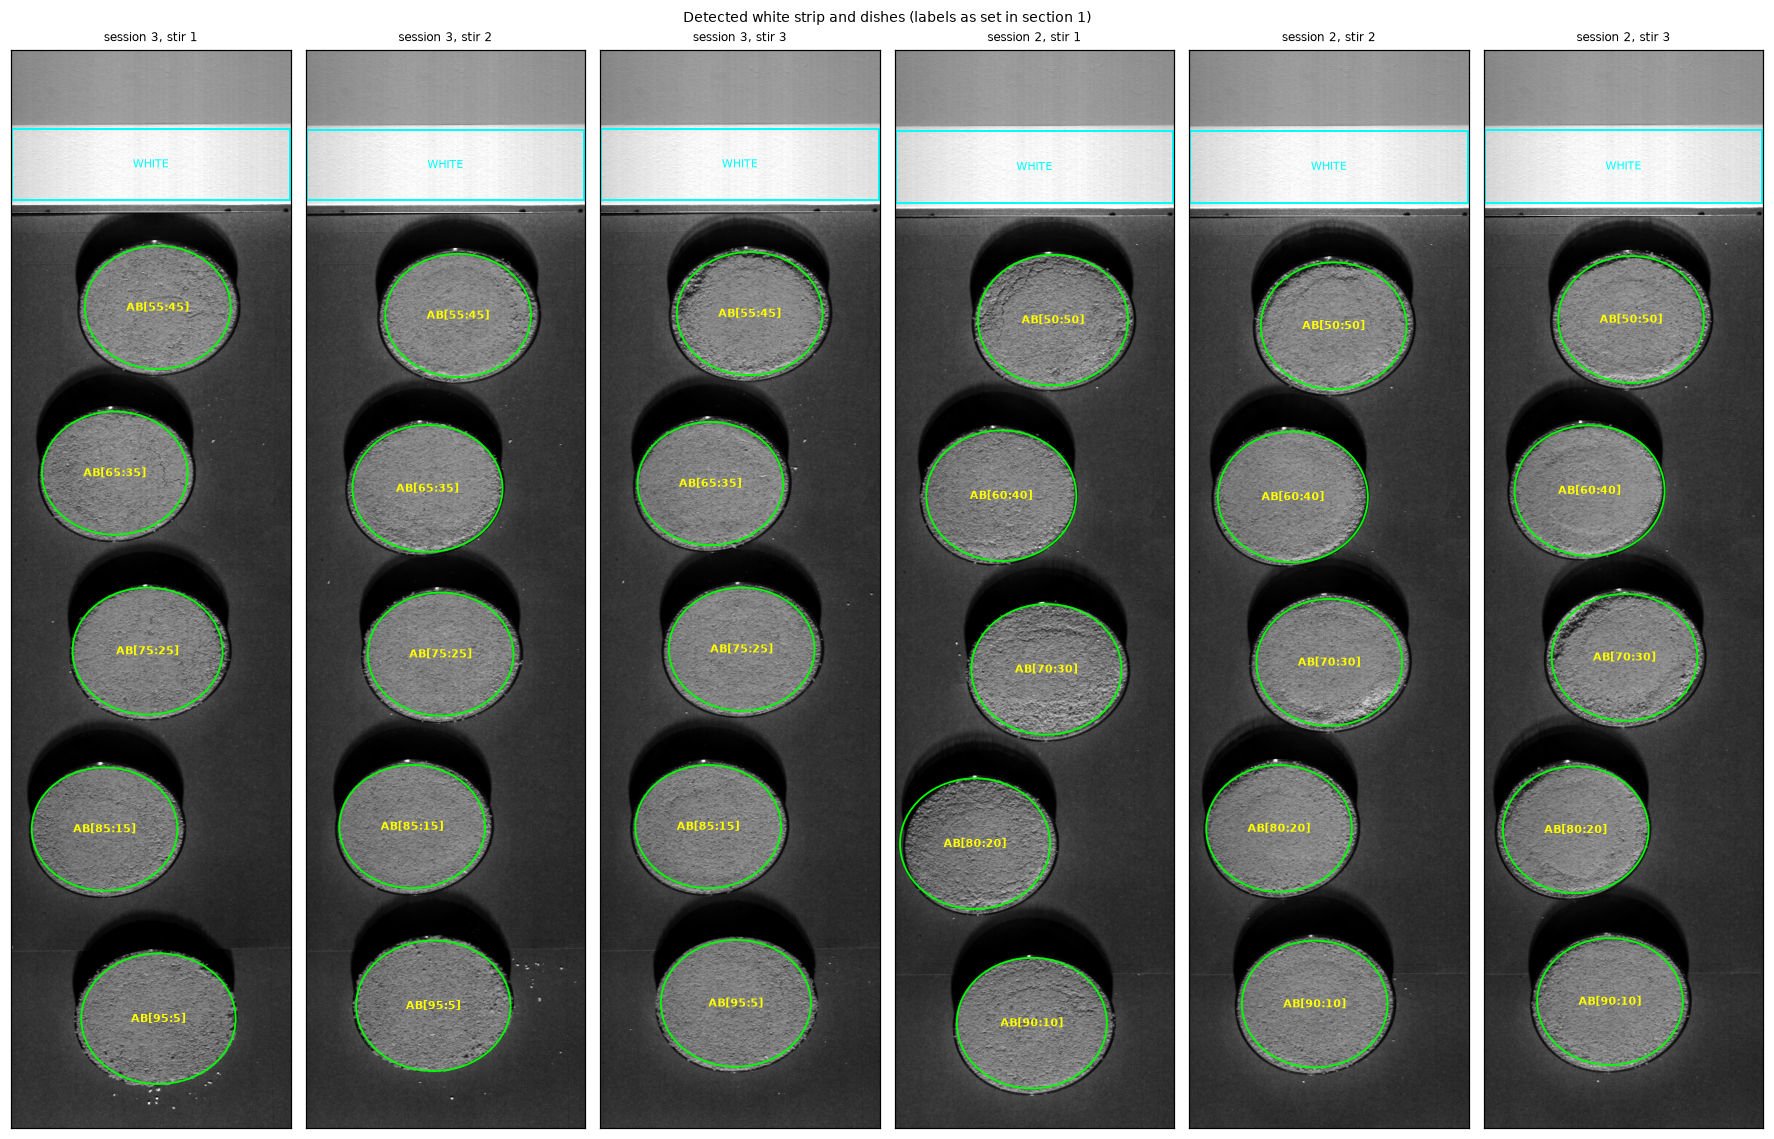 Detected white strip and dishes (labels as set in section 1)
session 3, stir 1
WHITE
AB[55:45]
AB[65:35]
AB[75:25]
AB[85:15]
AB[95:5]
session 3, stir 2
WHITE
AB[55:45]
AB[65:35]
AB[75:25]
AB[85:15]
AB[95:5]
session 3, stir 3
WHITE
AB[55:45]
AB[65:35]
AB[75:25]
AB[85:15]
AB[95:5]
session 2, stir 1
WHITE
AB[50:50]
AB[60:40]
AB[70:30]
AB[80:20]
AB[90:10]
session 2, stir 2
WHITE
AB[50:50]
AB[60:40]
AB[70:30]
AB[80:20]
AB[90:10]
session 2, stir 3
WHITE
AB[50:50]
AB[60:40]
AB[70:30]
AB[80:20]
AB[90:10]